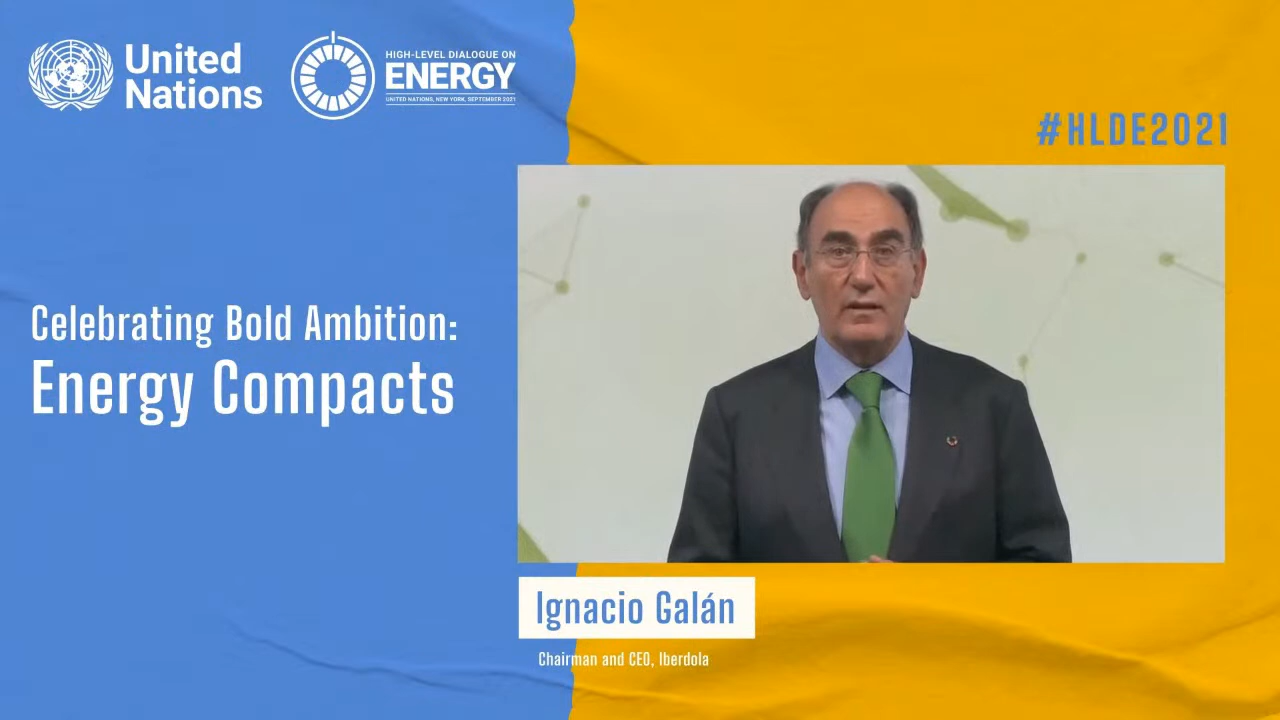 United
Nations
HIGH-LEVEL DIALOGUE ON
ENERGY
UNITED NATIONS, NEW YORK, SEPTEMBER 2021
#HLDE2021
Celebrating Bold Ambition:
Energy Compacts
Ignacio Galán
Chairman and CEO, Iberdola